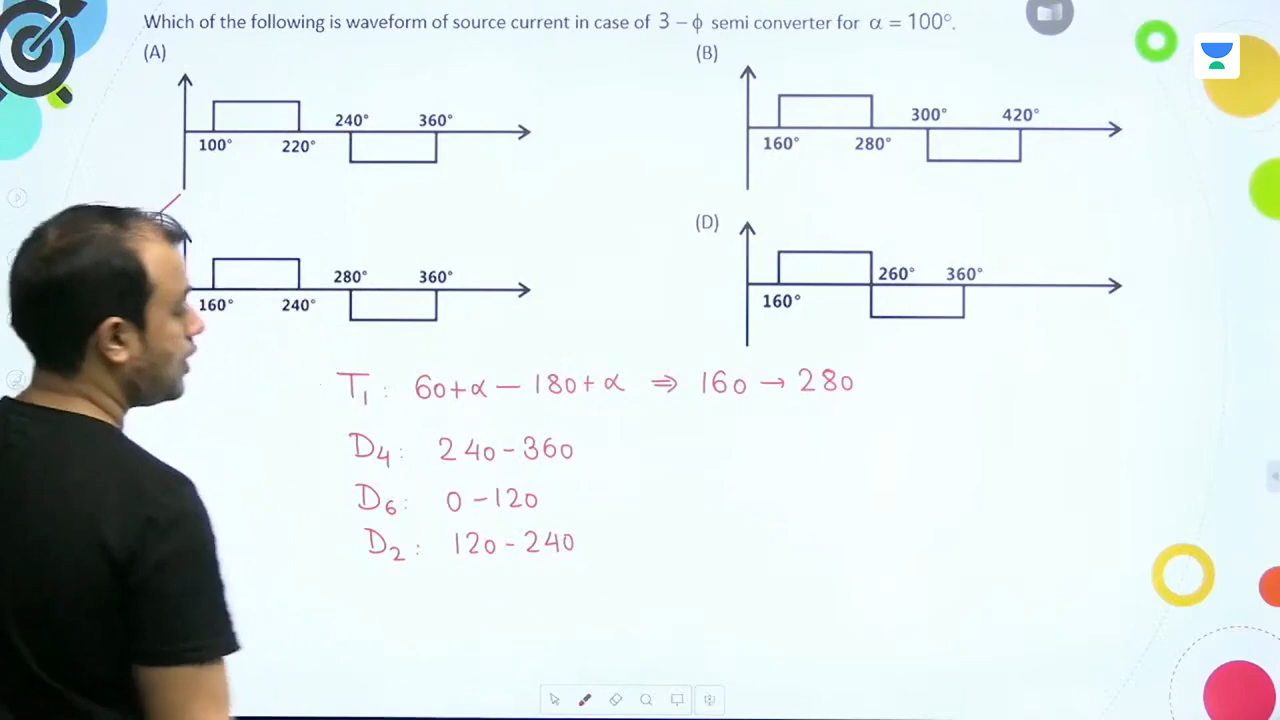 Which of the following is waveform of source current in case of 3 – ϕ semi converter for α = 100°.
(A)
(B)
240° 360°
100° 220°
300° 420°
160° 280°
(D)
280° 360°
160° 240°
260° 360°
160°
T₁ : 60+α — 180+α ⇒ 160 → 280
D₄ : 240 - 360
D₆ : 0 - 120
D₂ : 120 - 240